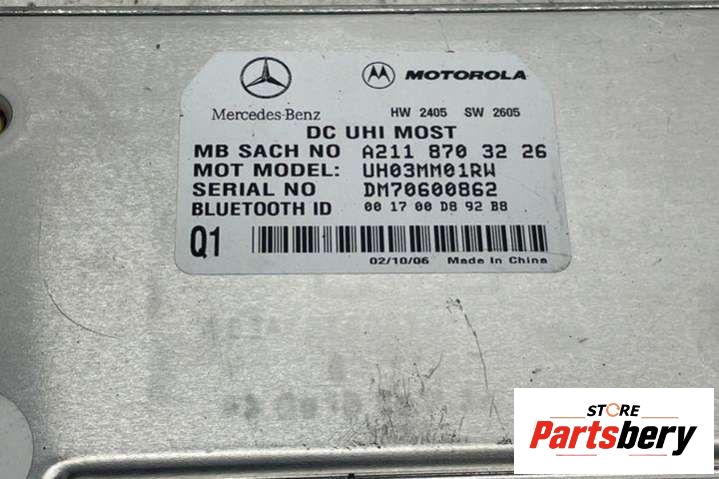 Mercedes-Benz
MOTOROLA
HW 2405 SW 2605
DC UHI MOST
MB SACH NO A211 870 32 26
MOT MODEL: UH03MM01RW
SERIAL NO DM70600862
BLUETOOTH ID 00 17 00 D8 92 B8
Q1
02/10/06 Made In China
STORE
Partsbery